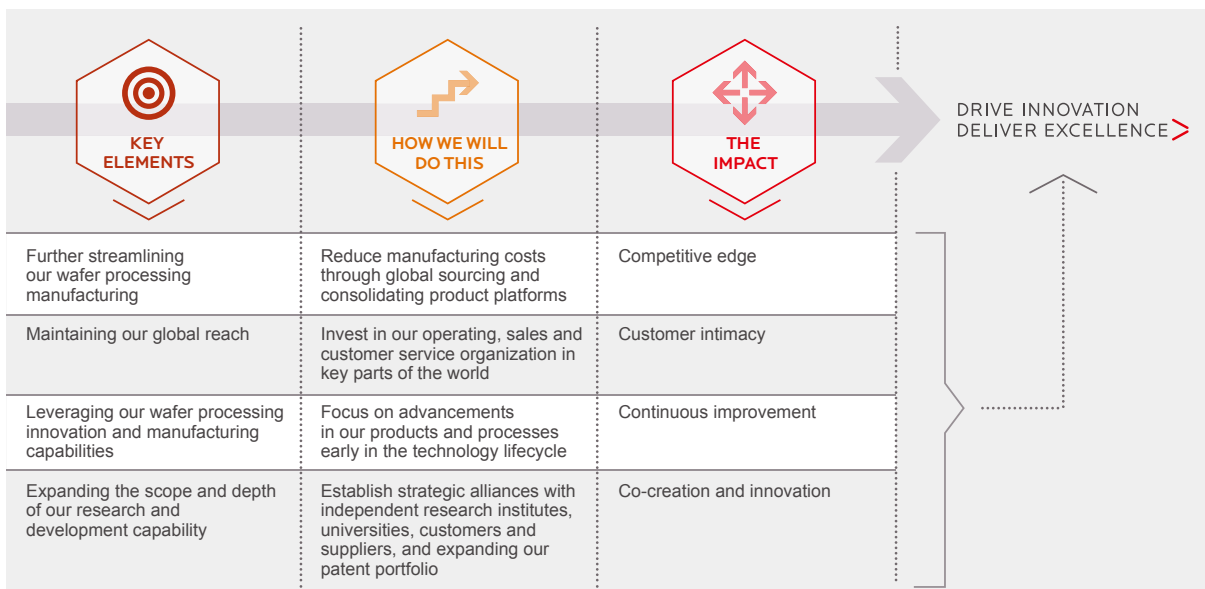 KEY
ELEMENTS
HOW WE WILL
DO THIS
THE
IMPACT
DRIVE INNOVATION
DELIVER EXCELLENCE
Further streamlining
our wafer processing
manufacturing
Reduce manufacturing costs
through global sourcing and
consolidating product platforms
Competitive edge
Maintaining our global reach
Invest in our operating, sales and
customer service organization in
key parts of the world
Customer intimacy
Leveraging our wafer processing
innovation and manufacturing
capabilities
Focus on advancements
in our products and processes
early in the technology lifecycle
Continuous improvement
Expanding the scope and depth
of our research and
development capability
Establish strategic alliances with
independent research institutes,
universities, customers and
suppliers, and expanding our
patent portfolio
Co-creation and innovation